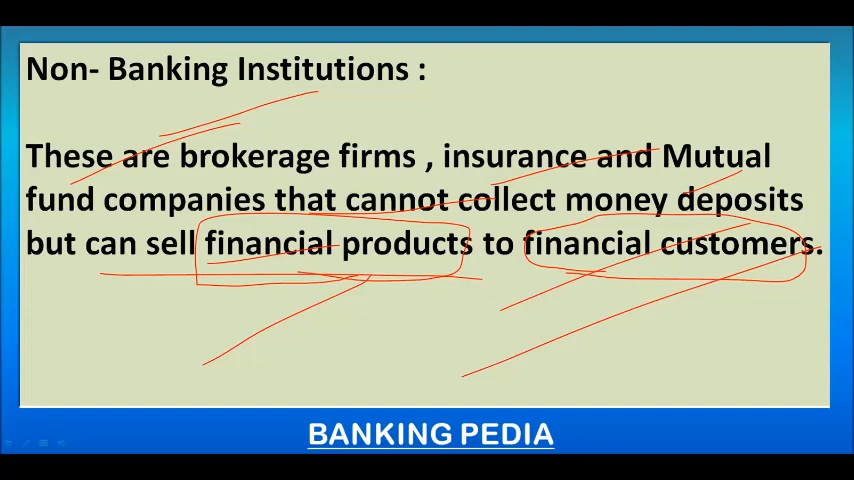 Non- Banking Institutions :
These are brokerage firms , insurance and Mutual
fund companies that cannot collect money deposits
but can sell financial products to financial customers.
BANKING PEDIA